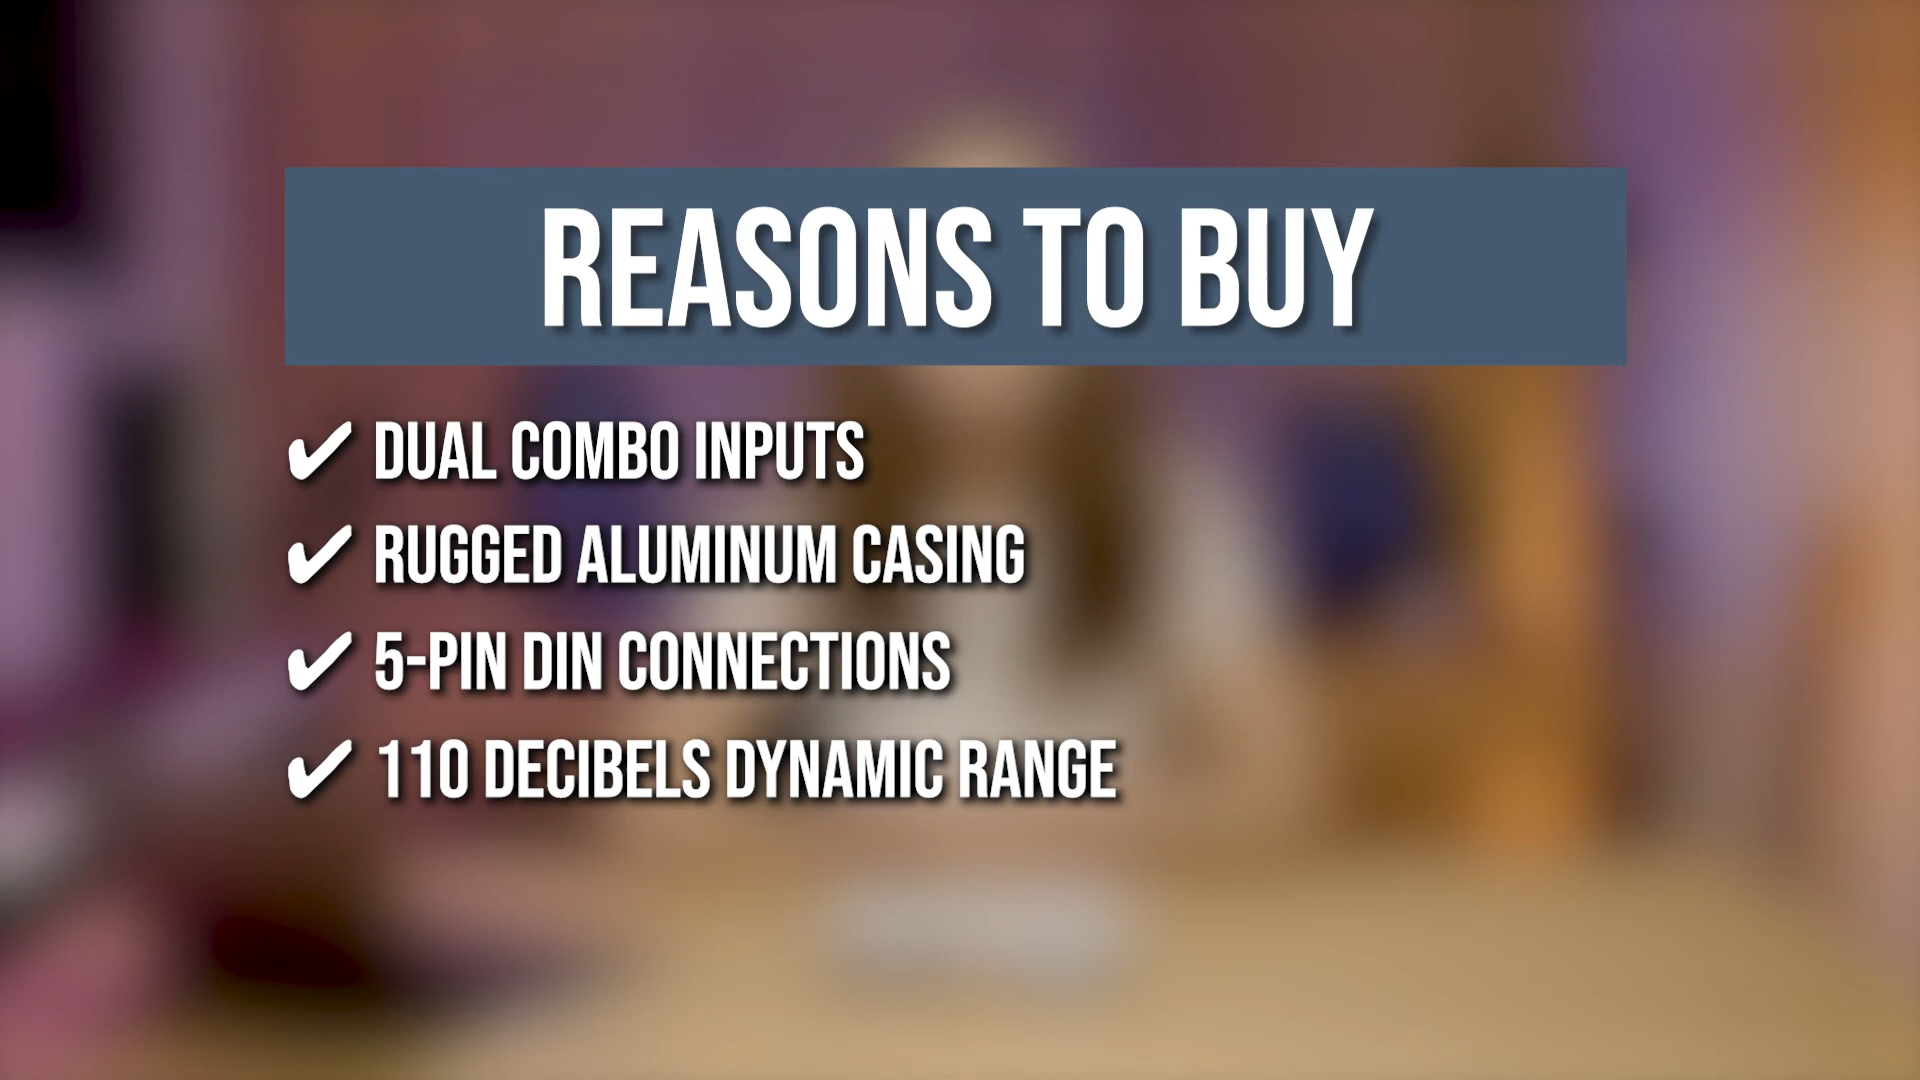 REASONS TO BUY
✔ DUAL COMBO INPUTS
✔ RUGGED ALUMINUM CASING
✔ 5-PIN DIN CONNECTIONS
✔ 110 DECIBELS DYNAMIC RANGE